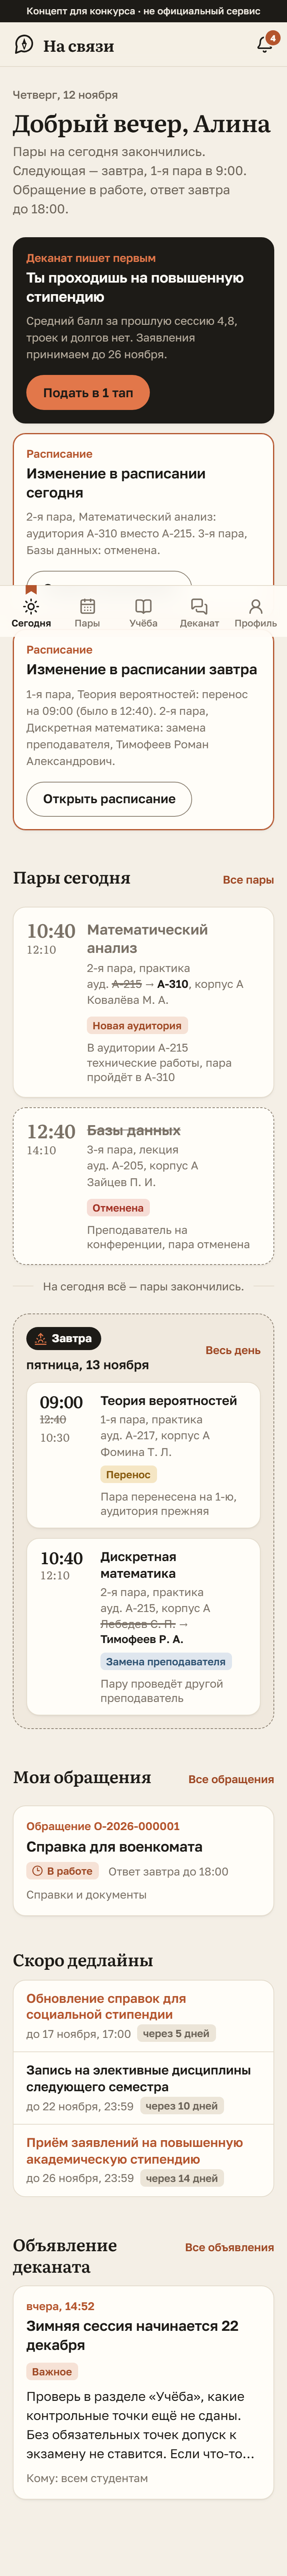 Концепт для конкурса · не официальный сервис
На связи
4
Четверг, 12 ноября
Добрый вечер, Алина
Пары на сегодня закончились.
Следующая — завтра, 1-я пара в 9:00.
Обращение в работе, ответ завтра
до 18:00.
Деканат пишет первым
Ты проходишь на повышенную
стипендию
Средний балл за прошлую сессию 4,8,
троек и долгов нет. Заявления
принимаем до 26 ноября.
Подать в 1 тап
Расписание
Изменение в расписании
сегодня
2-я пара, Математический анализ:
аудитория А-310 вместо А-215. 3-я пара,
Базы данных: отменена.
Сегодня
Пары
Учёба
Деканат
Профиль
Расписание
Изменение в расписании завтра
1-я пара, Теория вероятностей: перенос
на 09:00 (было в 12:40). 2-я пара,
Дискретная математика: замена
преподавателя, Тимофеев Роман
Александрович.
Открыть расписание
Пары сегодня
Все пары
10:40
12:10
Математический
анализ
2-я пара, практика
ауд. А-215 → А-310, корпус А
Ковалёва М. А.
Новая аудитория
В аудитории А-215
технические работы, пара
пройдёт в А-310
12:40
14:10
Базы данных
3-я пара, лекция
ауд. А-205, корпус А
Зайцев П. И.
Отменена
Преподаватель на
конференции, пара отменена
На сегодня всё — пары закончились.
Завтра
пятница, 13 ноября
Весь день
09:00
12:40
10:30
Теория вероятностей
1-я пара, практика
ауд. А-217, корпус А
Фомина Т. Л.
Перенос
Пара перенесена на 1-ю,
аудитория прежняя
10:40
12:10
Дискретная
математика
2-я пара, практика
ауд. А-215, корпус А
Лебедев С. П. →
Тимофеев Р. А.
Замена преподавателя
Пару проведёт другой
преподаватель
Мои обращения
Все обращения
Обращение О-2026-000001
Справка для военкомата
В работе
Ответ завтра до 18:00
Справки и документы
Скоро дедлайны
Обновление справок для
социальной стипендии
до 17 ноября, 17:00 через 5 дней
Запись на элективные дисциплины
следующего семестра
до 22 ноября, 23:59 через 10 дней
Приём заявлений на повышенную
академическую стипендию
до 26 ноября, 23:59 через 14 дней
Объявление
деканата
Все объявления
вчера, 14:52
Зимняя сессия начинается 22
декабря
Важное
Проверь в разделе «Учёба», какие
контрольные точки ещё не сданы.
Без обязательных точек допуск к
экзамену не ставится. Если что-то…
Кому: всем студентам